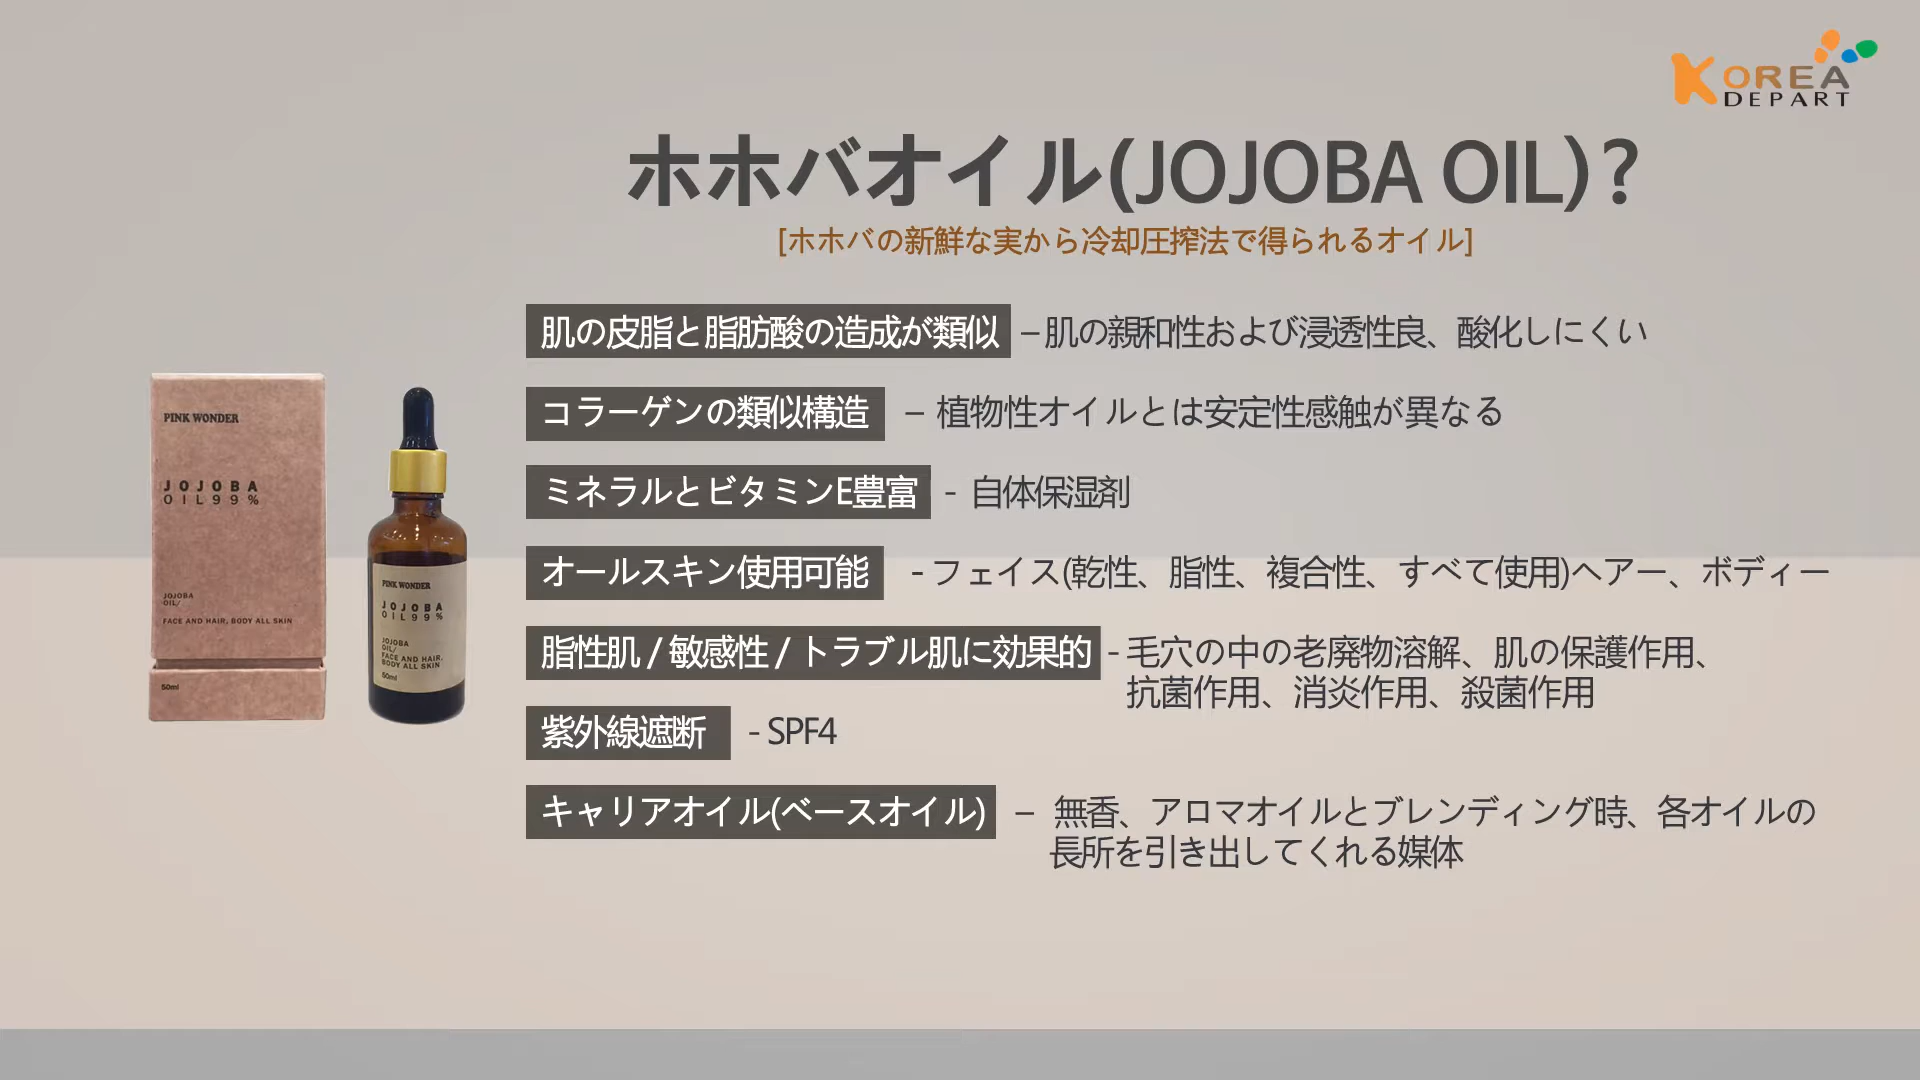 KOREA
DEPART
ホホバオイル(JOJOBA OIL)?
[ホホバの新鮮な実から冷却圧搾法で得られるオイル]
肌の皮脂と脂肪酸の造成が類似 – 肌の親和性および浸透性良、酸化しにくい
コラーゲンの類似構造 – 植物性オイルとは安定性感触が異なる
ミネラルとビタミンE豊富 - 自体保湿剤
オールスキン使用可能 - フェイス(乾性、脂性、複合性、すべて使用)ヘアー、ボディー
脂性肌 / 敏感性 / トラブル肌に効果的 - 毛穴の中の老廃物溶解、肌の保護作用、
抗菌作用、消炎作用、殺菌作用
紫外線遮断 - SPF4
キャリアオイル(ベースオイル) – 無香、アロマオイルとブレンディング時、各オイルの
長所を引き出してくれる媒体
PINK WONDER
JOJOBA
OIL99%
JOJOBA
OIL/
FACE AND HAIR, BODY ALL SKIN
50ml
PINK WONDER
JOJOBA
OIL99%
JOJOBA
OIL/
FACE AND HAIR,
BODY ALL SKIN
50ml